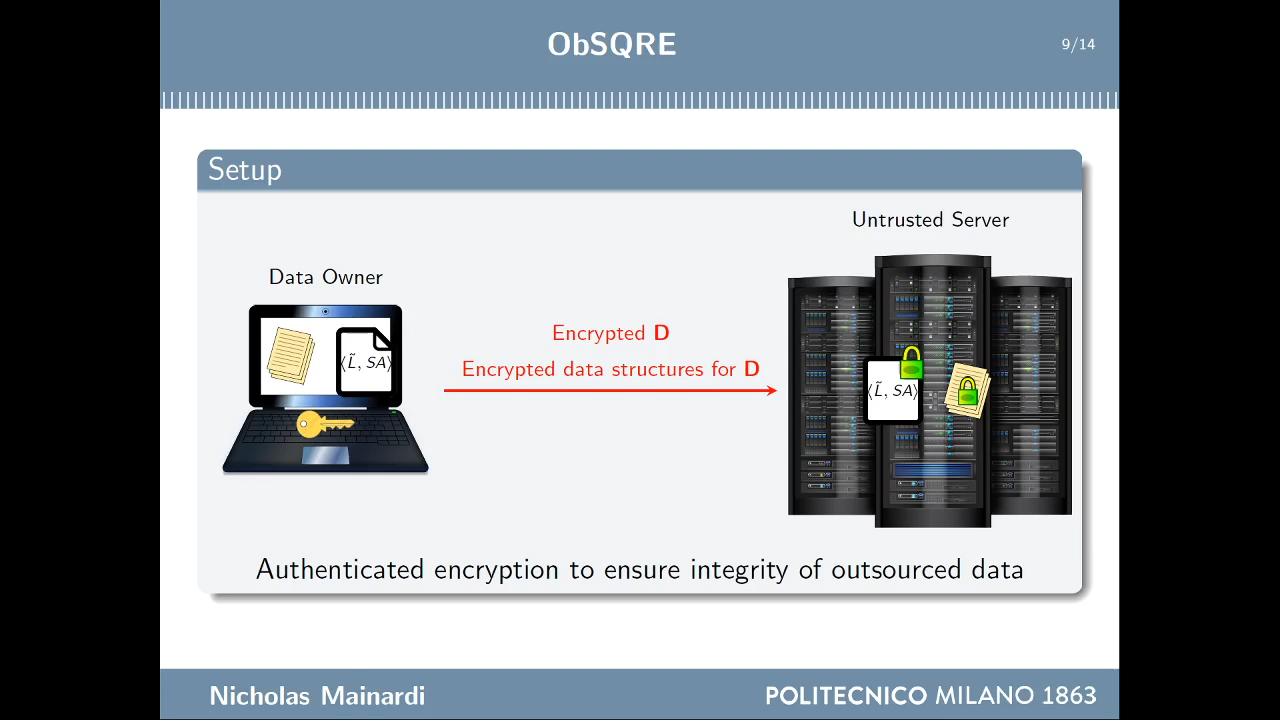 ObSQRE
9/14
Setup
Untrusted Server
Data Owner
Encrypted D
Encrypted data structures for D
⟨L̃, SA⟩
⟨L̃, SA⟩
Authenticated encryption to ensure integrity of outsourced data
Nicholas Mainardi
POLITECNICO MILANO 1863